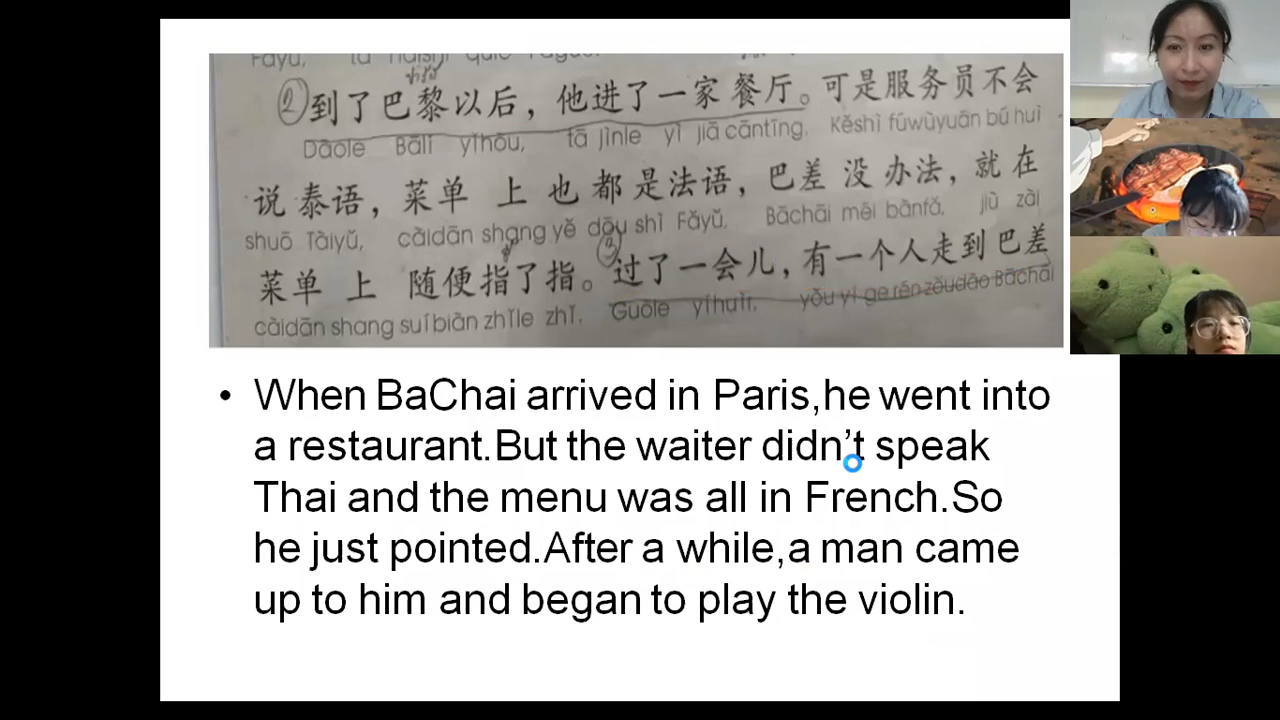 ②到了巴黎以后，他进了一家餐厅。可是服务员不会
Dàole Bālí yǐhòu, tā jìnle yì jiā cāntīng. Kěshì fúwùyuán bú huì
说泰语，菜单 上 也 都 是法语，巴差 没 办法，就 在
shuō Tàiyǔ, càidān shang yě dōu shì Fǎyǔ, Bāchāi méi bànfǎ, jiù zài
菜单 上 随便指了指。③过了一会儿，有一个人走到 巴差
càidān shang suíbiàn zhǐle zhǐ. Guòle yíhuìr, yǒu yí ge rén zǒudào Bāchāi
• When BaChai arrived in Paris,he went into
a restaurant.But the waiter didn’t speak
Thai and the menu was all in French.So
he just pointed.After a while,a man came
up to him and began to play the violin.